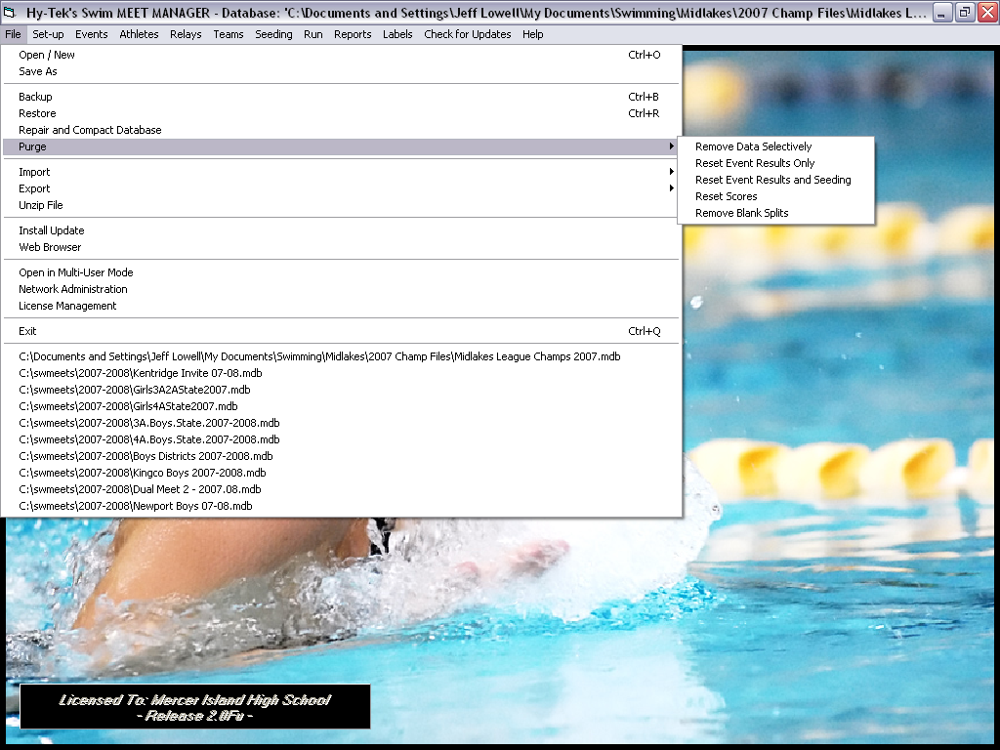 Hy-Tek's Swim MEET MANAGER - Database: 'C:\Documents and Settings\Jeff Lowell\My Documents\Swimming\Midlakes\2007 Champ Files\Midlakes L...
File Set-up Events Athletes Relays Teams Seeding Run Reports Labels Check for Updates Help
Open / New Ctrl+O
Save As
Backup Ctrl+B
Restore Ctrl+R
Repair and Compact Database
Purge
Remove Data Selectively
Reset Event Results Only
Reset Event Results and Seeding
Reset Scores
Remove Blank Splits
Import
Export
Unzip File
Install Update
Web Browser
Open in Multi-User Mode
Network Administration
License Management
Exit Ctrl+Q
C:\Documents and Settings\Jeff Lowell\My Documents\Swimming\Midlakes\2007 Champ Files\Midlakes League Champs 2007.mdb
C:\swmeets\2007-2008\Kentridge Invite 07-08.mdb
C:\swmeets\2007-2008\Girls3A2AState2007.mdb
C:\swmeets\2007-2008\Girls4AState2007.mdb
C:\swmeets\2007-2008\3A.Boys.State.2007-2008.mdb
C:\swmeets\2007-2008\4A.Boys.State.2007-2008.mdb
C:\swmeets\2007-2008\Boys Districts 2007-2008.mdb
C:\swmeets\2007-2008\Kingco Boys 2007-2008.mdb
C:\swmeets\2007-2008\Dual Meet 2 - 2007.08.mdb
C:\swmeets\2007-2008\Newport Boys 07-08.mdb
Licensed To: Mercer Island High School
- Release 2.0Fu -